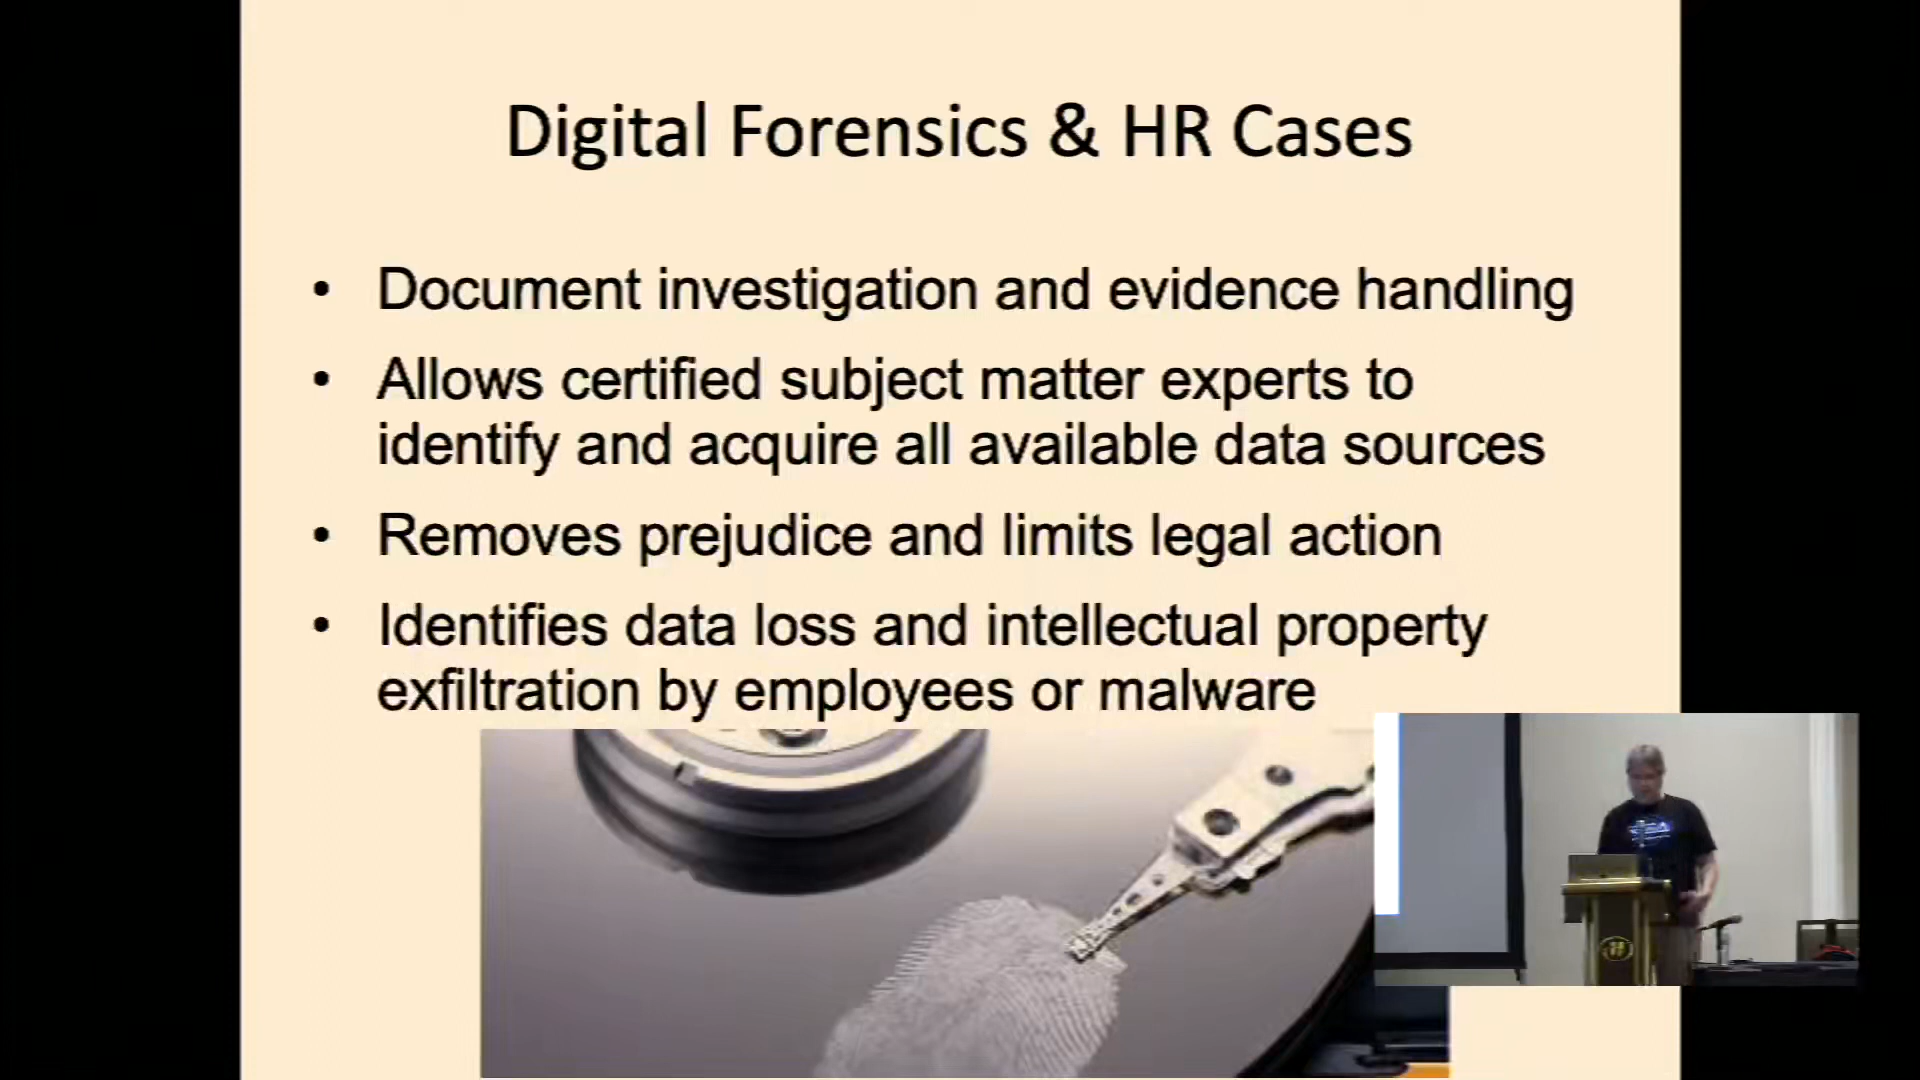 Digital Forensics & HR Cases
• Document investigation and evidence handling
• Allows certified subject matter experts to
identify and acquire all available data sources
• Removes prejudice and limits legal action
• Identifies data loss and intellectual property
exfiltration by employees or malware